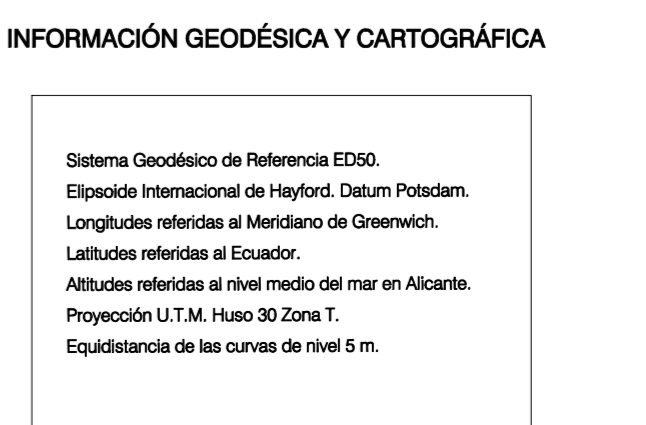 INFORMACIÓN GEODÉSICA Y CARTOGRÁFICA
Sistema Geodésico de Referencia ED50.
Elipsoide Internacional de Hayford. Datum Potsdam.
Longitudes referidas al Meridiano de Greenwich.
Latitudes referidas al Ecuador.
Altitudes referidas al nivel medio del mar en Alicante.
Proyección U.T.M. Huso 30 Zona T.
Equidistancia de las curvas de nivel 5 m.